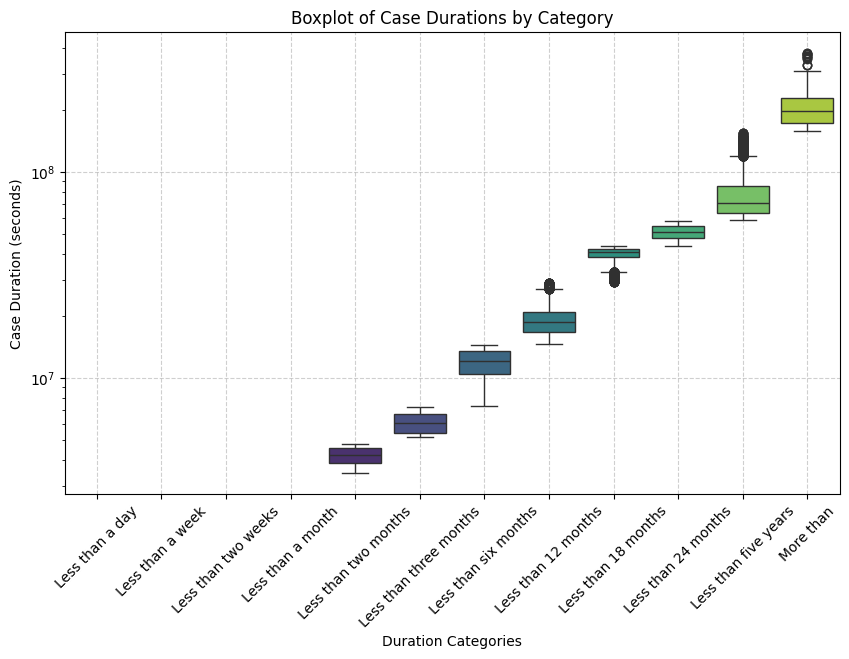 Boxplot of Case Durations by Category
Case Duration (seconds)
10^8
10^7
Less than a day
Less than a week
Less than two weeks
Less than a month
Less than two months
Less than three months
Less than six months
Less than 12 months
Less than 18 months
Less than 24 months
Less than five years
More than
Duration Categories